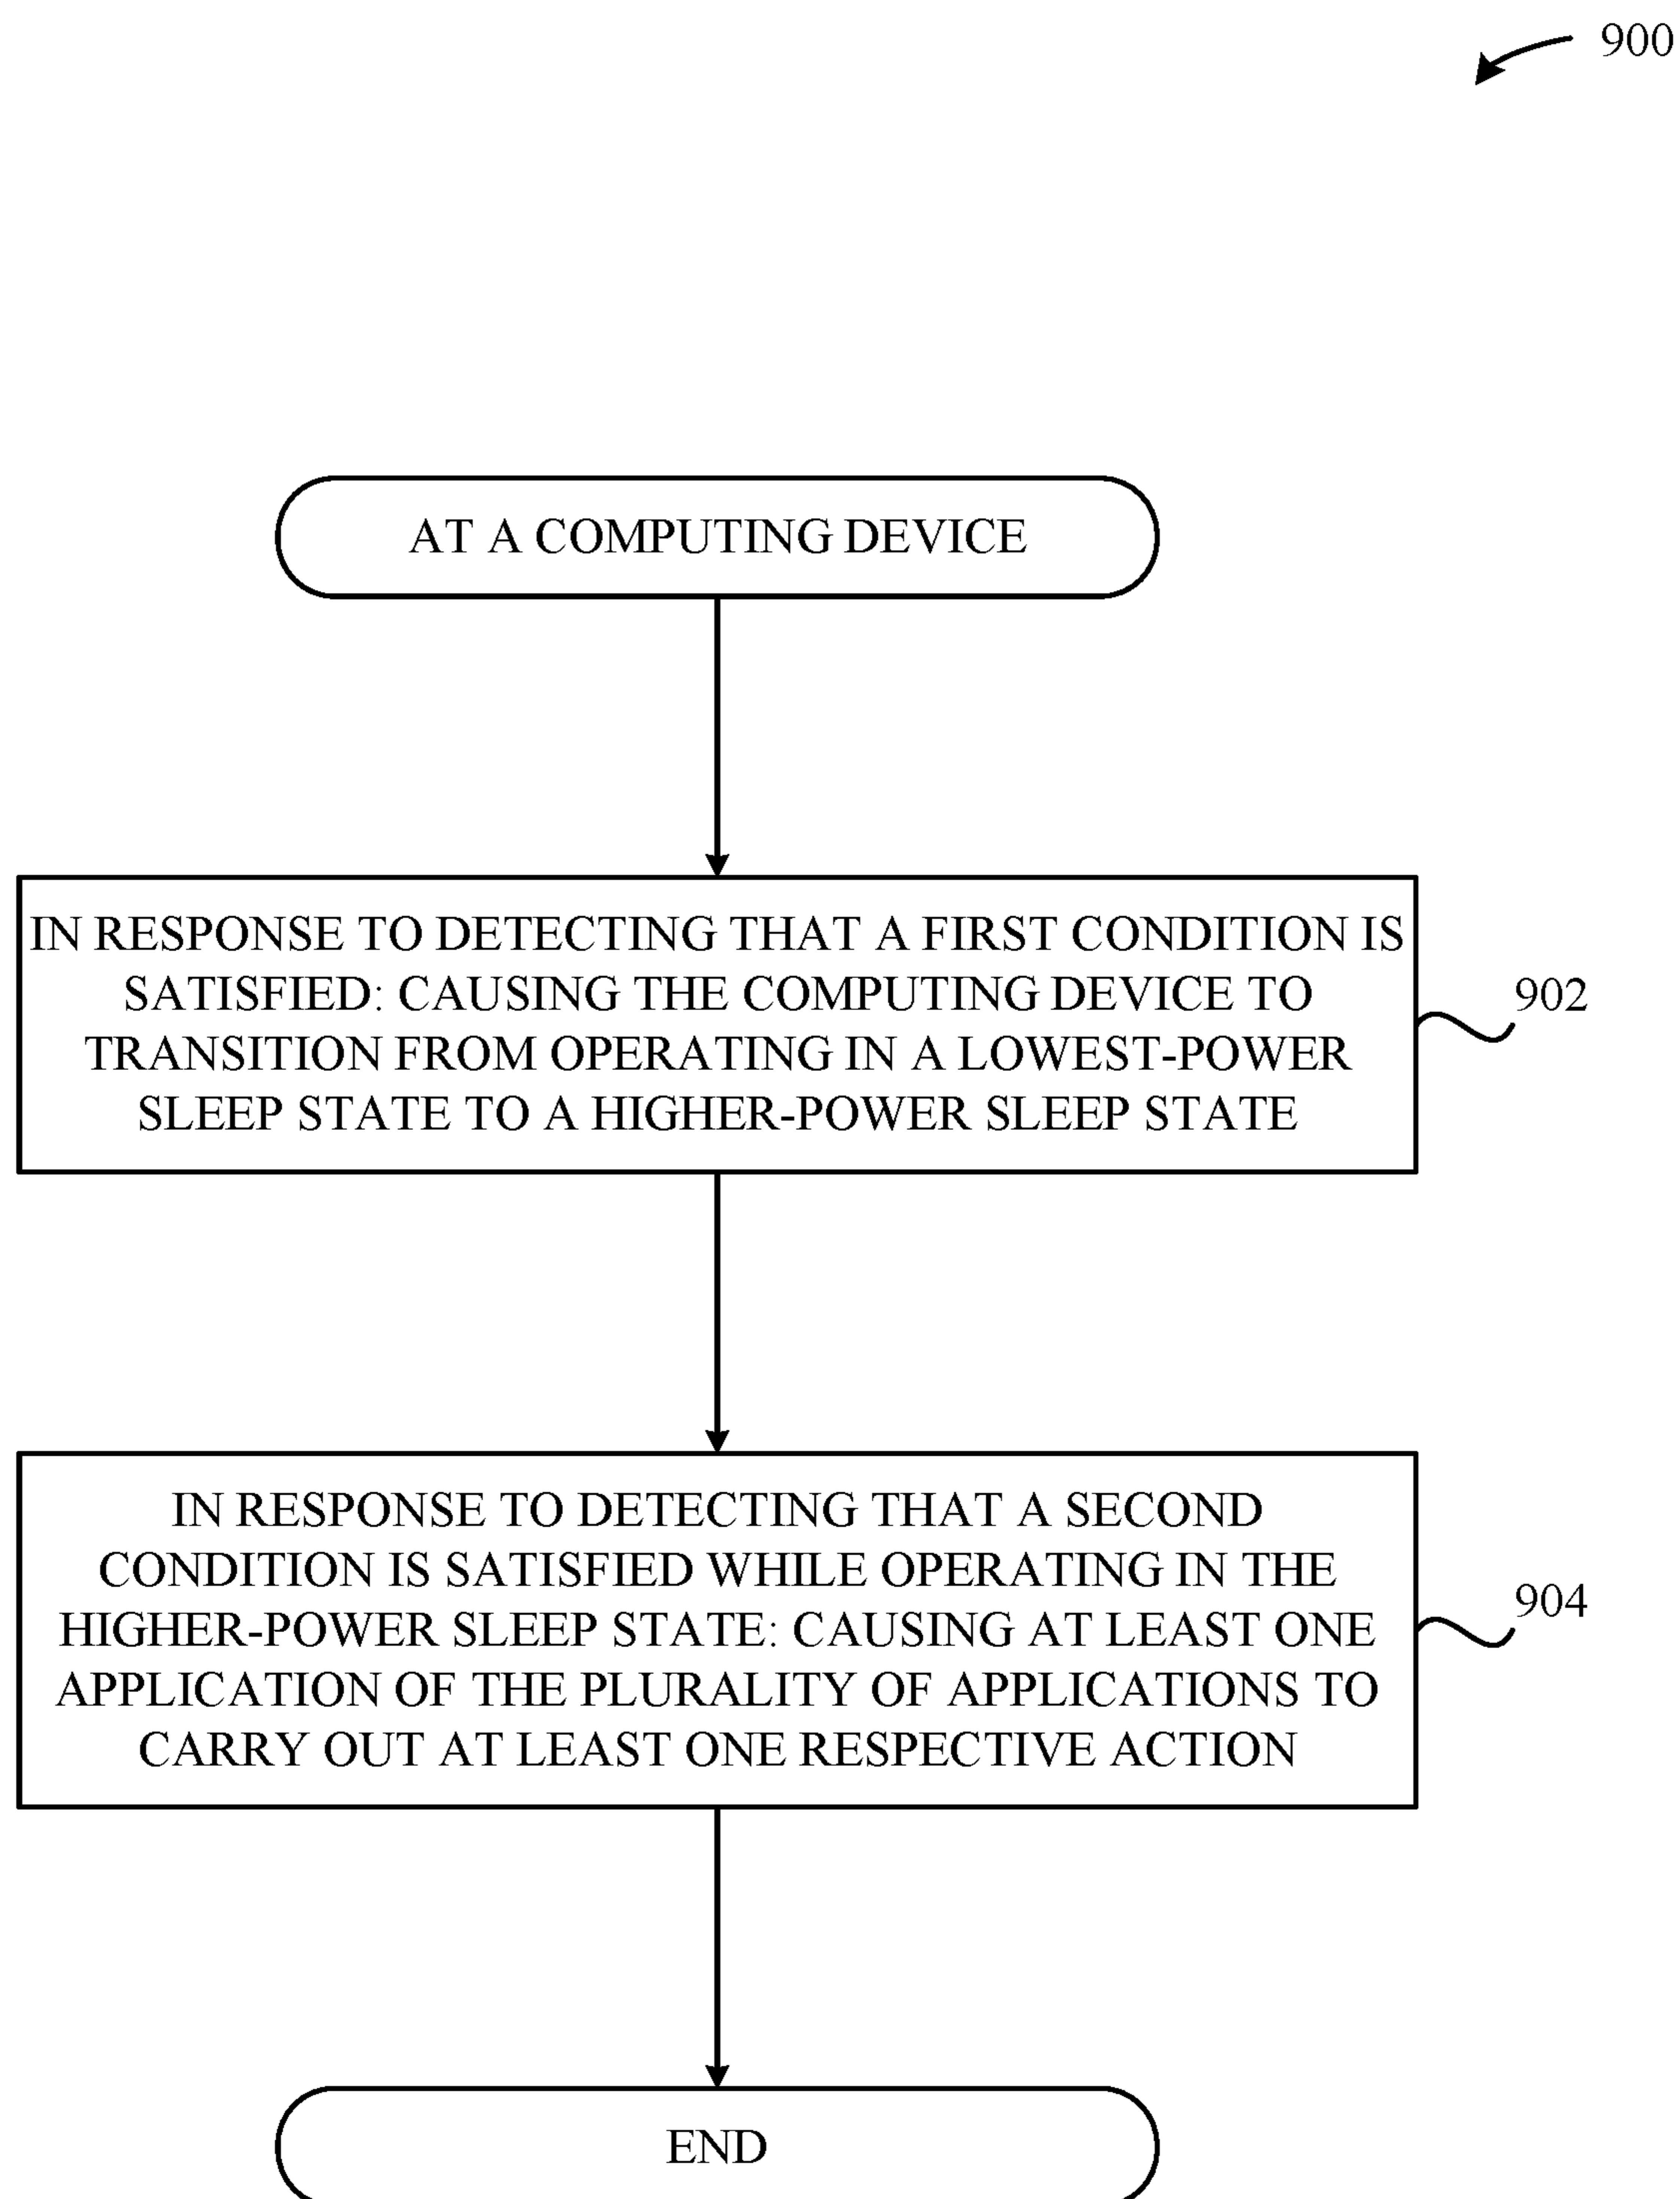 900
AT A COMPUTING DEVICE
IN RESPONSE TO DETECTING THAT A FIRST CONDITION IS
SATISFIED: CAUSING THE COMPUTING DEVICE TO
TRANSITION FROM OPERATING IN A LOWEST-POWER
SLEEP STATE TO A HIGHER-POWER SLEEP STATE
902
IN RESPONSE TO DETECTING THAT A SECOND
CONDITION IS SATISFIED WHILE OPERATING IN THE
HIGHER-POWER SLEEP STATE: CAUSING AT LEAST ONE
APPLICATION OF THE PLURALITY OF APPLICATIONS TO
CARRY OUT AT LEAST ONE RESPECTIVE ACTION
904
END